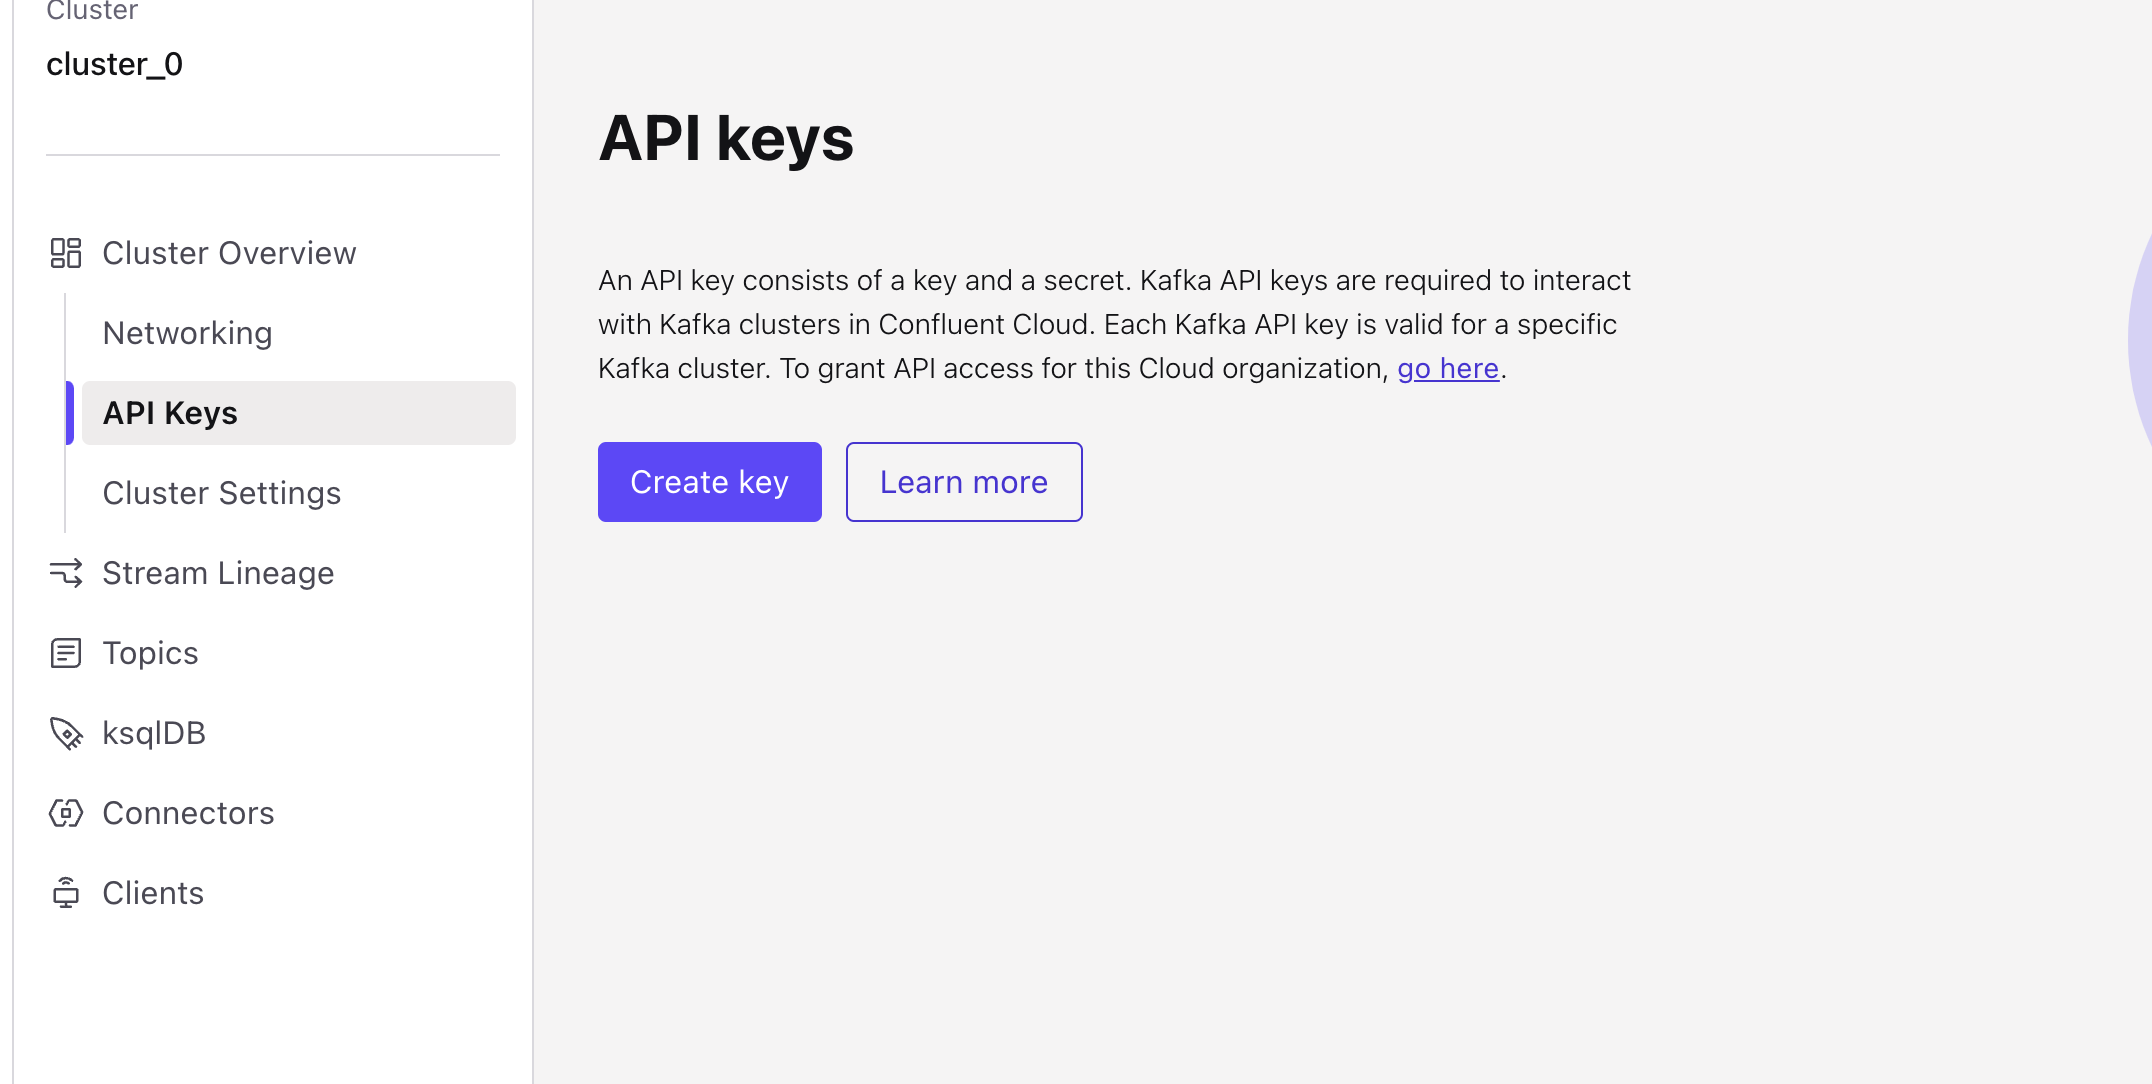 Cluster
cluster_0
Cluster Overview
Networking
API Keys
Cluster Settings
Stream Lineage
Topics
ksqlDB
Connectors
Clients
API keys
An API key consists of a key and a secret. Kafka API keys are required to interact
with Kafka clusters in Confluent Cloud. Each Kafka API key is valid for a specific
Kafka cluster. To grant API access for this Cloud organization, go here.
Create key
Learn more